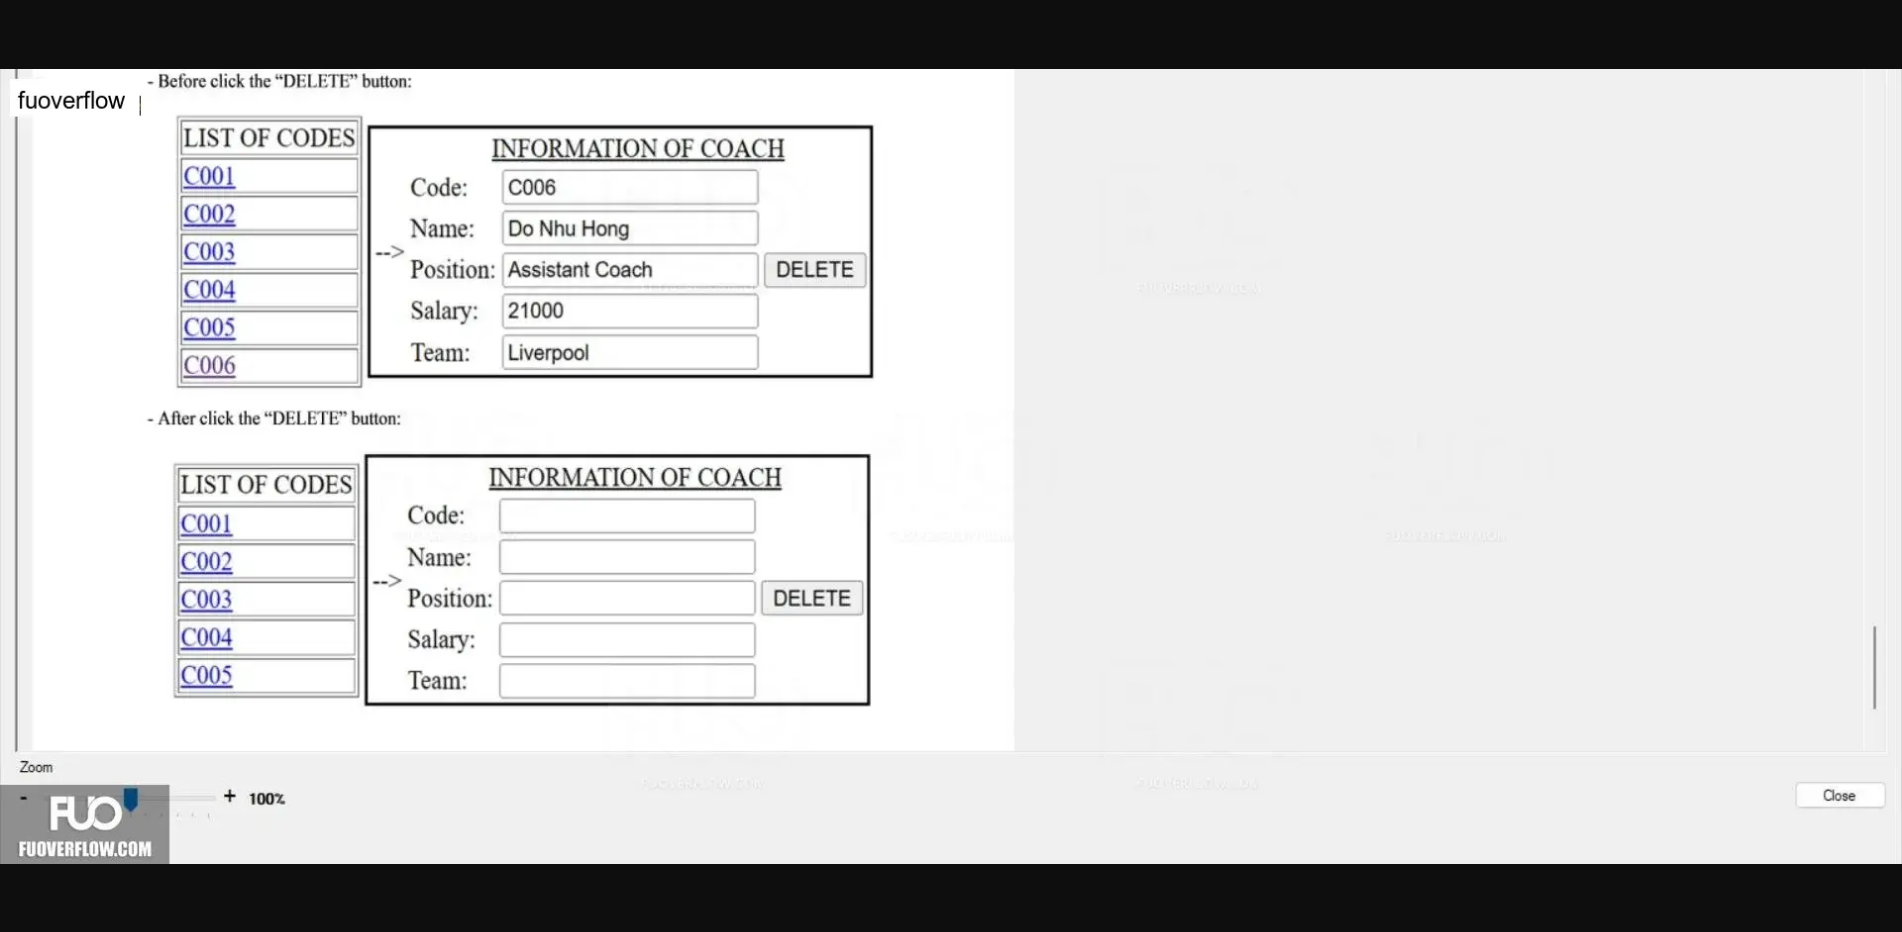 - Before click the “DELETE” button:
fuoverflow
LIST OF CODES
C001
C002
C003
C004
C005
C006
-->
INFORMATION OF COACH
Code: C006
Name: Do Nhu Hong
Position: Assistant Coach DELETE
Salary: 21000
Team: Liverpool
- After click the “DELETE” button:
LIST OF CODES
C001
C002
C003
C004
C005
-->
INFORMATION OF COACH
Code:
Name:
Position: DELETE
Salary:
Team:
Zoom
- + 100%
Close
FUO
FUOVERFLOW.COM